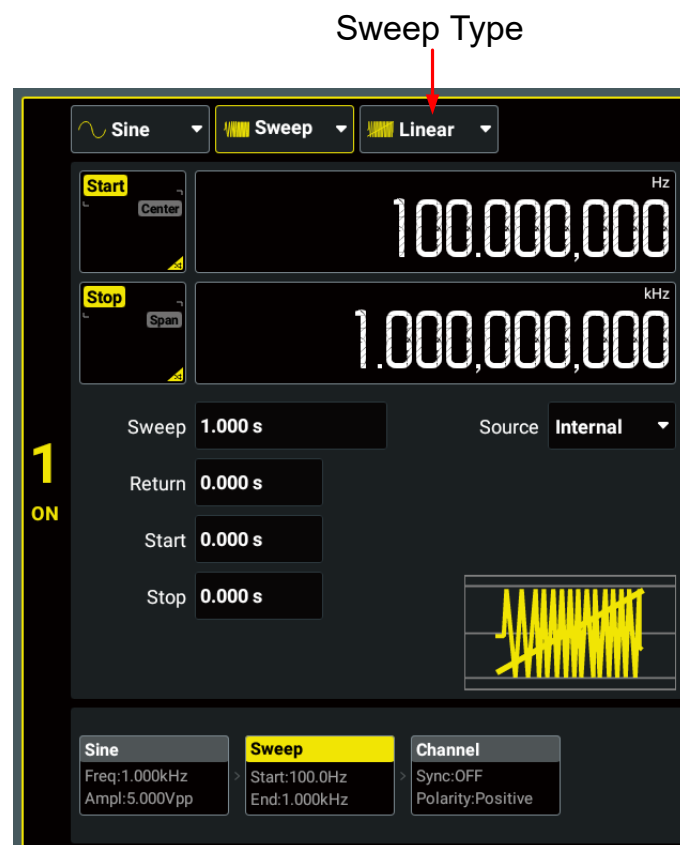 Sweep Type
Sine Sweep Linear
Start Hz
Center 100.000,000
Stop kHz
Span 1.000,000,000
Sweep 1.000 s Source Internal
1 Return 0.000 s
ON
Start 0.000 s
Stop 0.000 s
Sine Sweep Channel
Freq:1.000kHz > Start:100.0Hz > Sync:OFF
Ampl:5.000Vpp End:1.000kHz Polarity:Positive